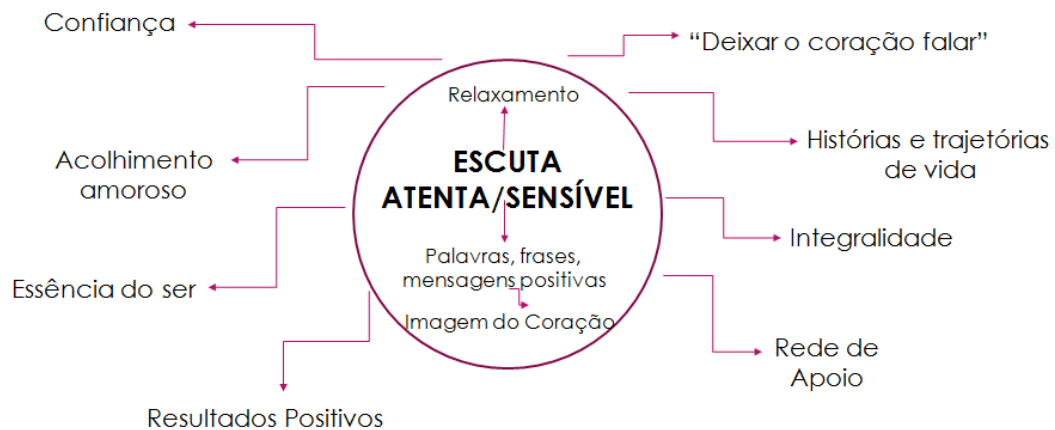 Confiança
“Deixar o coração falar”
Relaxamento
Acolhimento
amoroso
ESCUTA
ATENTA/SENSÍVEL
Histórias e trajetórias
de vida
Palavras, frases,
mensagens positivas
Imagem do Coração
Integralidade
Essência do ser
Rede de
Apoio
Resultados Positivos